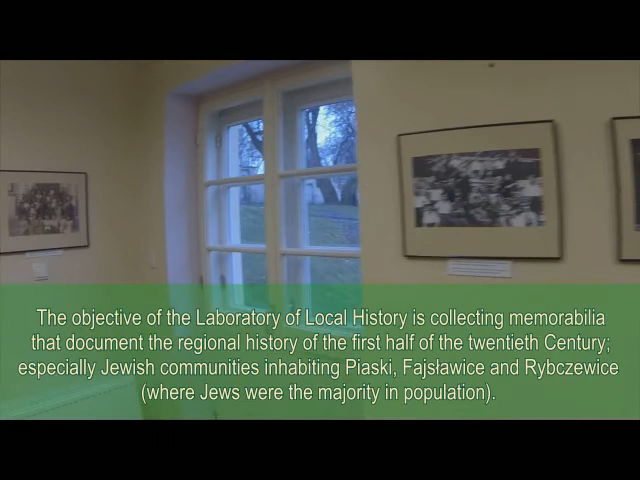 The objective of the Laboratory of Local History is collecting memorabilia
that document the regional history of the first half of the twentieth Century;
especially Jewish communities inhabiting Piaski, Fajsławice and Rybczewice
(where Jews were the majority in population).